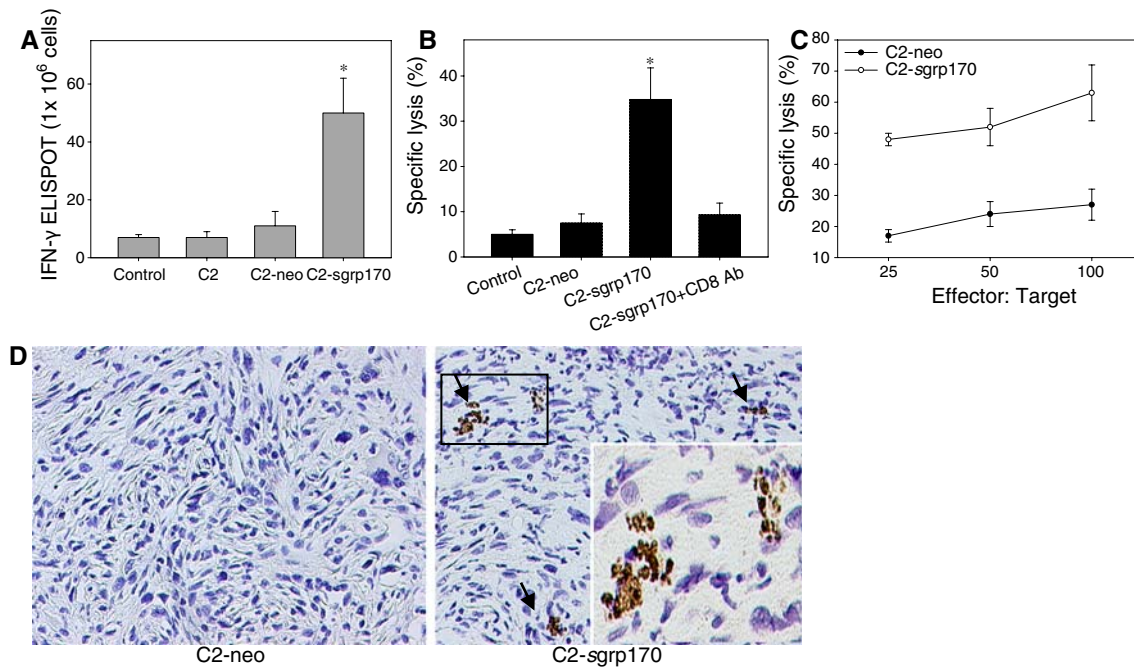 A
IFN-γ ELISPOT (1x 10⁶ cells)
60
40
20
0
*
Control C2 C2-neo C2-sgrp170
B
Specific lysis (%)
40
30
20
10
0
*
Control
C2-neo
C2-sgrp170
C2-sgrp170+CD8 Ab
C
Specific lysis (%)
80
70
60
50
40
30
20
10
C2-neo
C2-sgrp170
25 50 100
Effector: Target
D
C2-neo C2-sgrp170